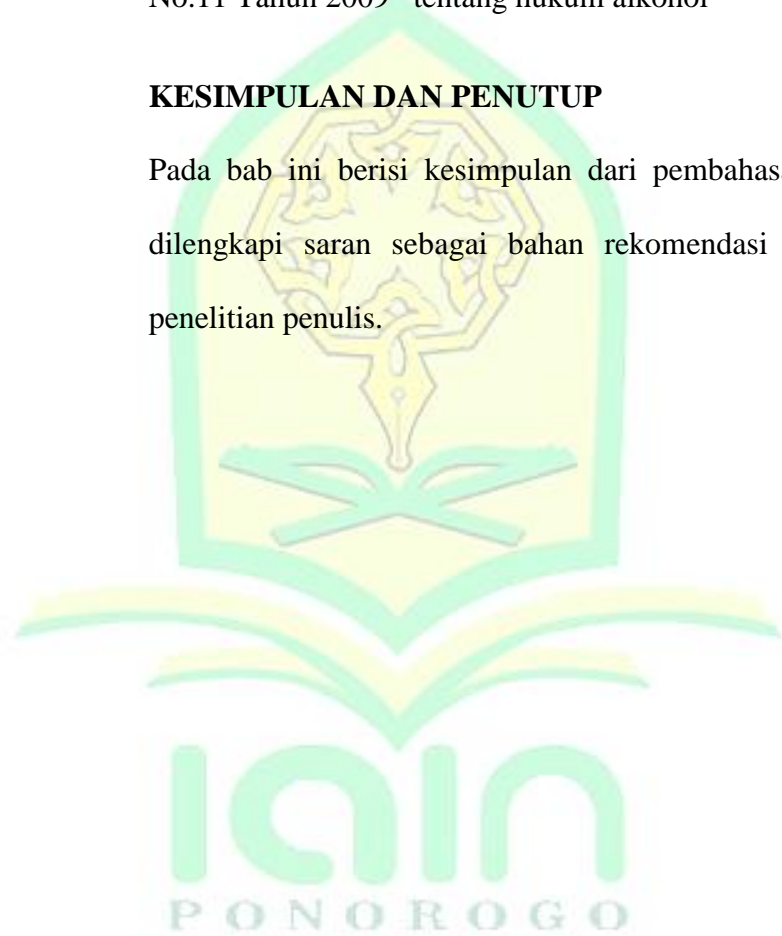 No.11 Tahun 2009 tentang hukum alkohol
KESIMPULAN DAN PENUTUP
Pada bab ini berisi kesimpulan dari
dilengkapi saran sebagai bahan rekomendasi
penelitian penulis.
IAIN
PONOROGO